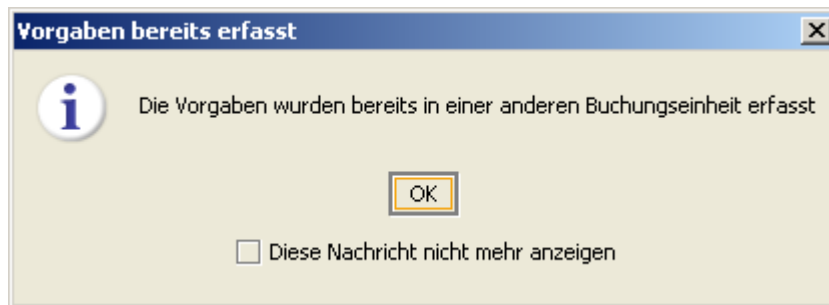 Vorgaben bereits erfasst
Die Vorgaben wurden bereits in einer anderen Buchungseinheit erfasst
OK
Diese Nachricht nicht mehr anzeigen